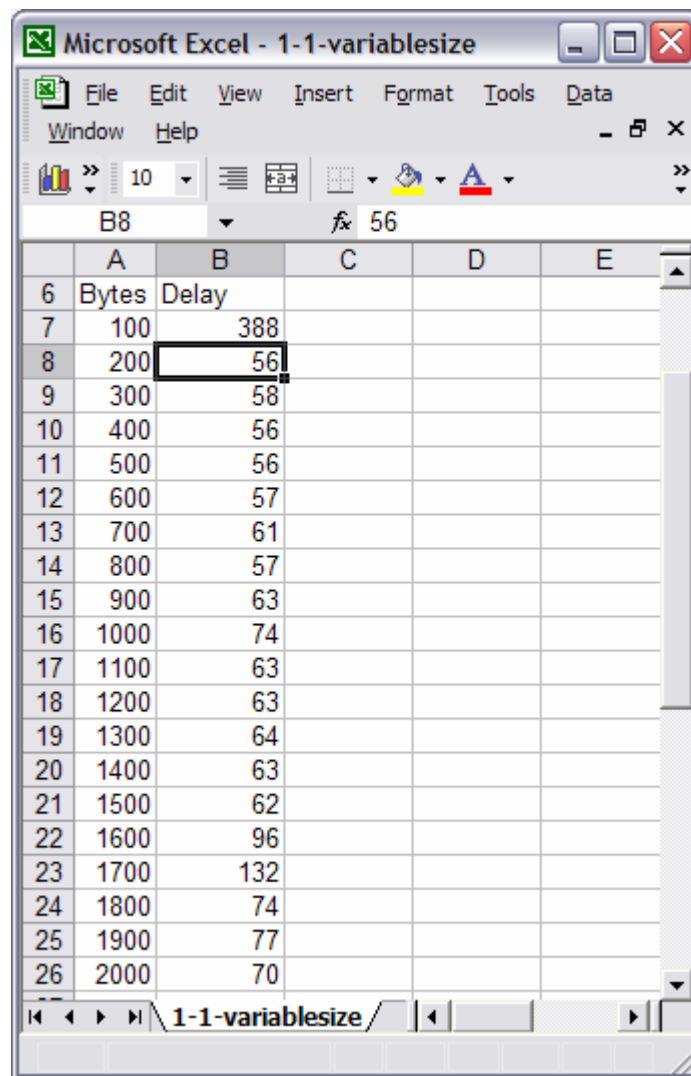 Microsoft Excel - 1-1-variablesize
File Edit View Insert Format Tools Data
Window Help
10 A
B8 fx 56
A B C D E
6 Bytes Delay
7 100 388
8 200 56
9 300 58
10 400 56
11 500 56
12 600 57
13 700 61
14 800 57
15 900 63
16 1000 74
17 1100 63
18 1200 63
19 1300 64
20 1400 63
21 1500 62
22 1600 96
23 1700 132
24 1800 74
25 1900 77
26 2000 70
1-1-variablesize